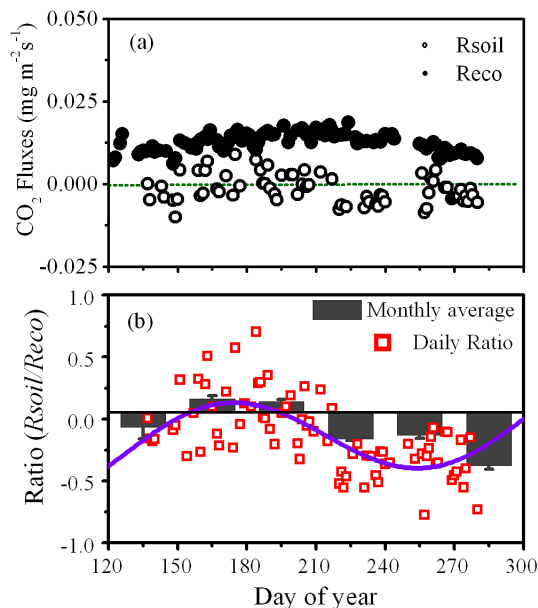 0.050
(a)
Rsoil
Reco
0.025
0.000
-0.025
CO2 Fluxes (mg m-2s-1)
1.0
(b)
Monthly average
Daily Ratio
0.5
0.0
-0.5
-1.0
Ratio (Rsoil/Reco)
120 150 180 210 240 270 300
Day of year